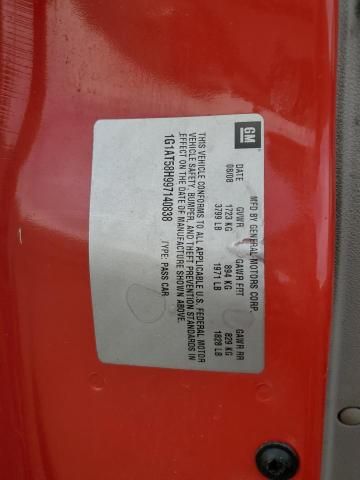 GM
MFD BY GENERAL MOTORS CORP.
DATE GVWR GAWR FRT GAWR RR
08/08 1723 KG 894 KG 829 KG
3799 LB 1971 LB 1828 LB
THIS VEHICLE CONFORMS TO ALL APPLICABLE U.S. FEDERAL MOTOR
VEHICLE SAFETY, BUMPER, AND THEFT PREVENTION STANDARDS IN
EFFECT ON THE DATE OF MANUFACTURE SHOWN ABOVE.
1G1AT58H997140838 TYPE: PASS CAR